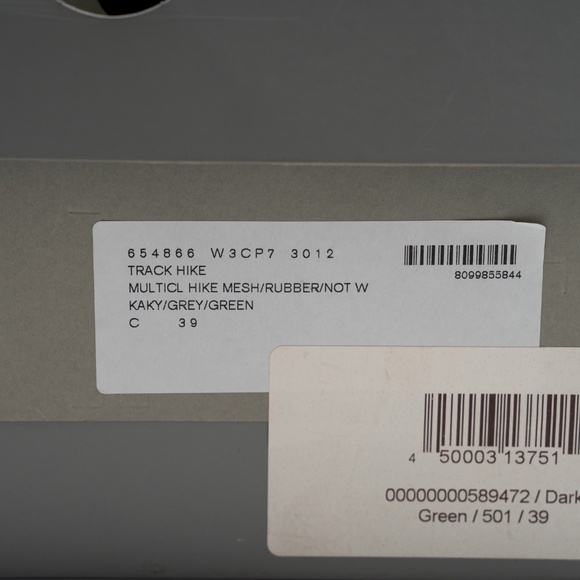 654866 W3CP7 3012
TRACK HIKE
MULTICL HIKE MESH/RUBBER/NOT W
KAKY/GREY/GREEN
C 39
8099855844
4 50003 13751
00000000589472 / Dark
Green / 501 / 39